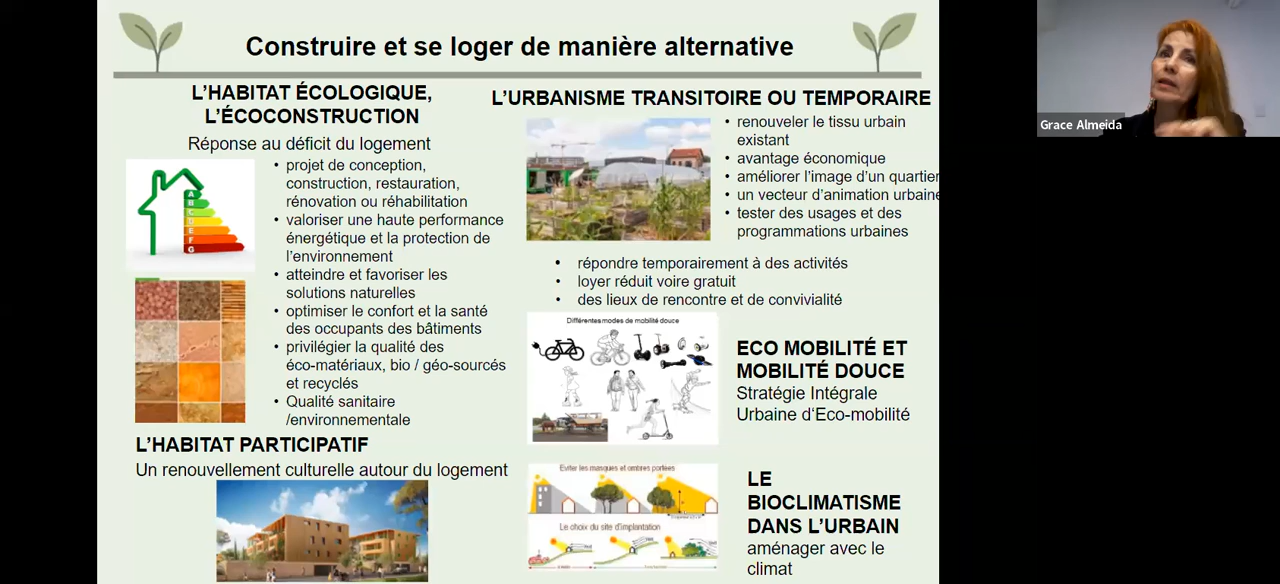 Construire et se loger de manière alternative
L’HABITAT ÉCOLOGIQUE,
L’ÉCOCONSTRUCTION
Réponse au déficit du logement
A
B
C
D
E
F
G
• projet de conception,
construction, restauration,
rénovation ou réhabilitation
• valoriser une haute performance
énergétique et la protection de
l’environnement
• atteindre et favoriser les
solutions naturelles
• optimiser le confort et la santé
des occupants des bâtiments
• privilégier la qualité des
éco-matériaux, bio / géo-sourcés
et recyclés
• Qualité sanitaire
/environnementale
L’HABITAT PARTICIPATIF
Un renouvellement culturelle autour du logement
L’URBANISME TRANSITOIRE OU TEMPORAIRE
• renouveler le tissu urbain
existant
• avantage économique
• améliorer l’image d’un quartier
• un vecteur d’animation urbaine
• tester des usages et des
programmations urbaines
• répondre temporairement à des activités
• loyer réduit voire gratuit
• des lieux de rencontre et de convivialité
Différentes modes de mobilité douce
ECO MOBILITÉ ET
MOBILITÉ DOUCE
Stratégie Intégrale
Urbaine d'Eco-mobilité
Eviter les masques et ombres portées
Le choix du site d'implantation
LE
BIOCLIMATISME
DANS L’URBAIN
aménager avec le
climat
Grace Almeida